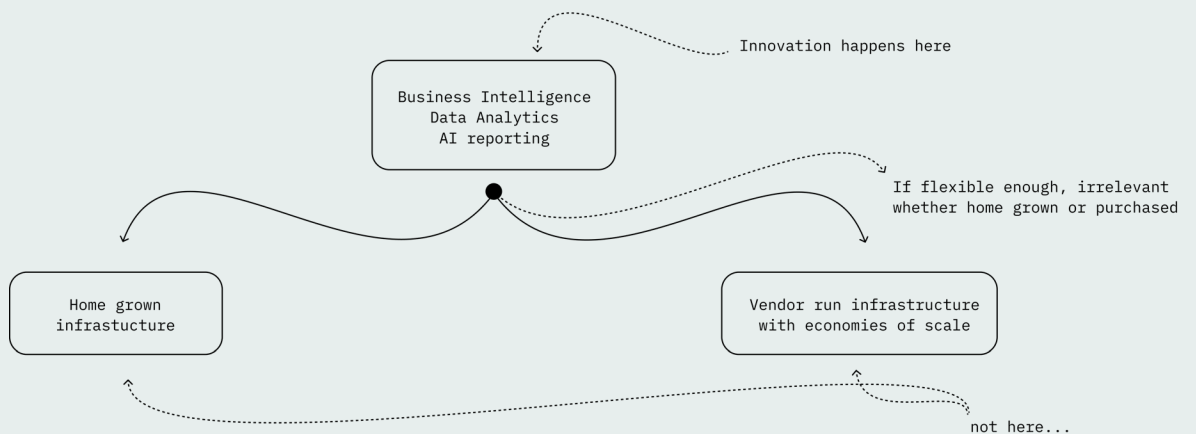 Innovation happens here
Business Intelligence
Data Analytics
AI reporting
If flexible enough, irrelevant
whether home grown or purchased
Home grown
infrastucture
Vendor run infrastructure
with economies of scale
not here...